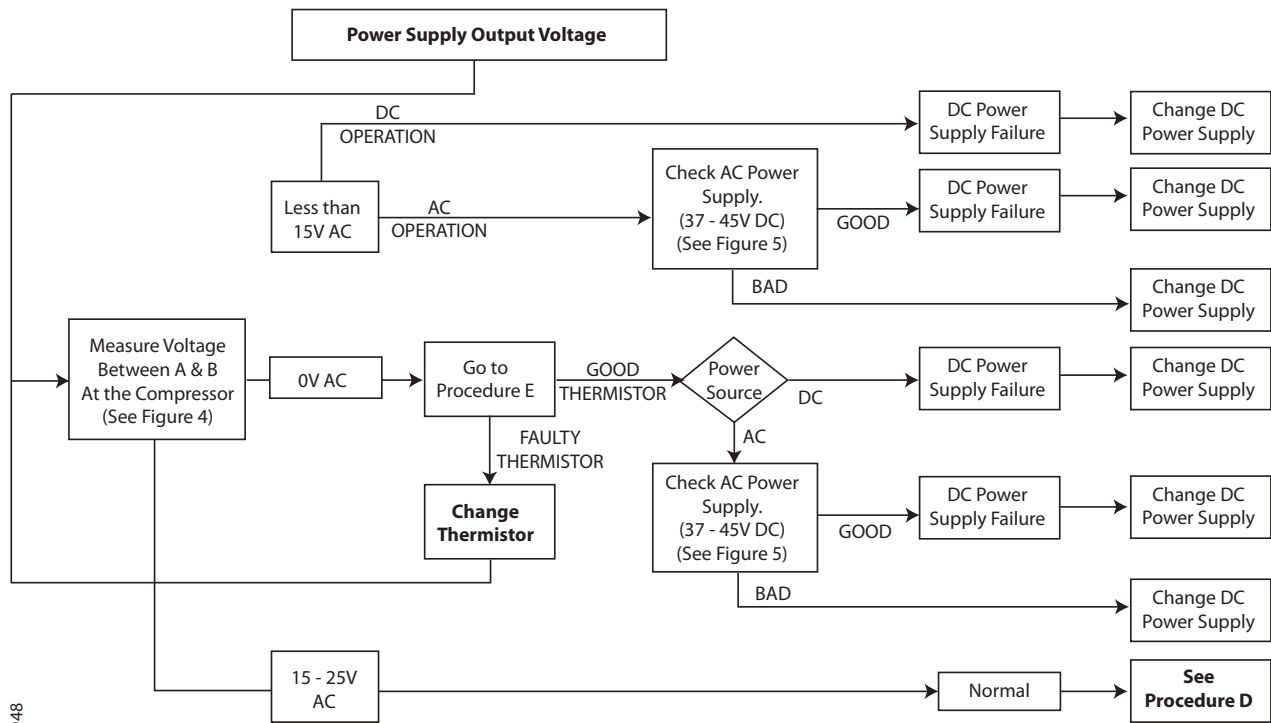 Power Supply Output Voltage
DC
OPERATION
DC Power
Supply Failure
Change DC
Power Supply
Less than
15V AC
AC
OPERATION
Check AC Power
Supply.
(37 - 45V DC)
(See Figure 5)
GOOD
DC Power
Supply Failure
Change DC
Power Supply
BAD
Change DC
Power Supply
Measure Voltage
Between A & B
At the Compressor
(See Figure 4)
0V AC
Go to
Procedure E
GOOD
THERMISTOR
Power
Source
DC
DC Power
Supply Failure
Change DC
Power Supply
FAULTY
THERMISTOR
Change
Thermistor
AC
Check AC Power
Supply.
(37 - 45V DC)
(See Figure 5)
GOOD
DC Power
Supply Failure
Change DC
Power Supply
BAD
Change DC
Power Supply
15 - 25V
AC
Normal
See
Procedure D